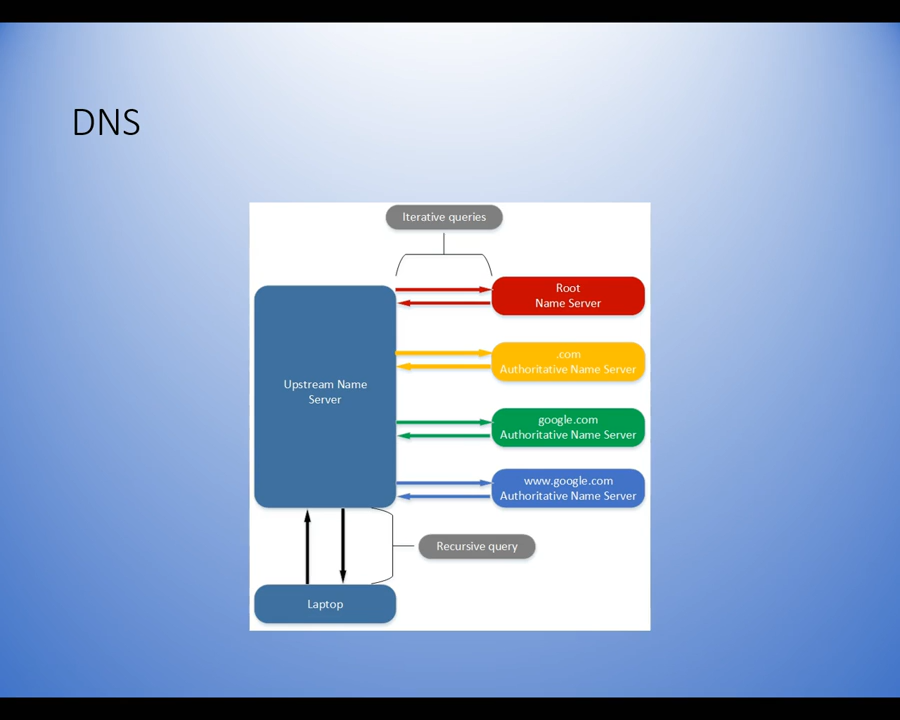 DNS
Iterative queries
Root
Name Server
.com
Authoritative Name Server
Upstream Name
Server
google.com
Authoritative Name Server
www.google.com
Authoritative Name Server
Recursive query
Laptop